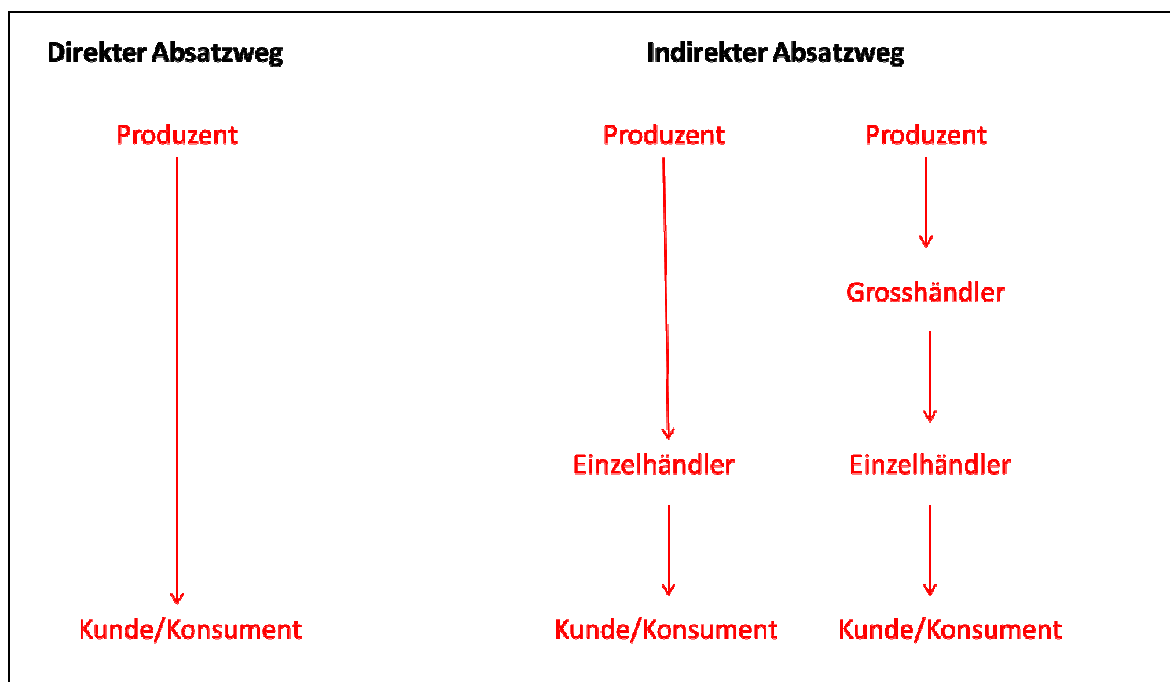 Direkter Absatzweg
Indirekter Absatzweg
Produzent
Produzent
Produzent
Grosshändler
Einzelhändler
Einzelhändler
Kunde/Konsument
Kunde/Konsument
Kunde/Konsument